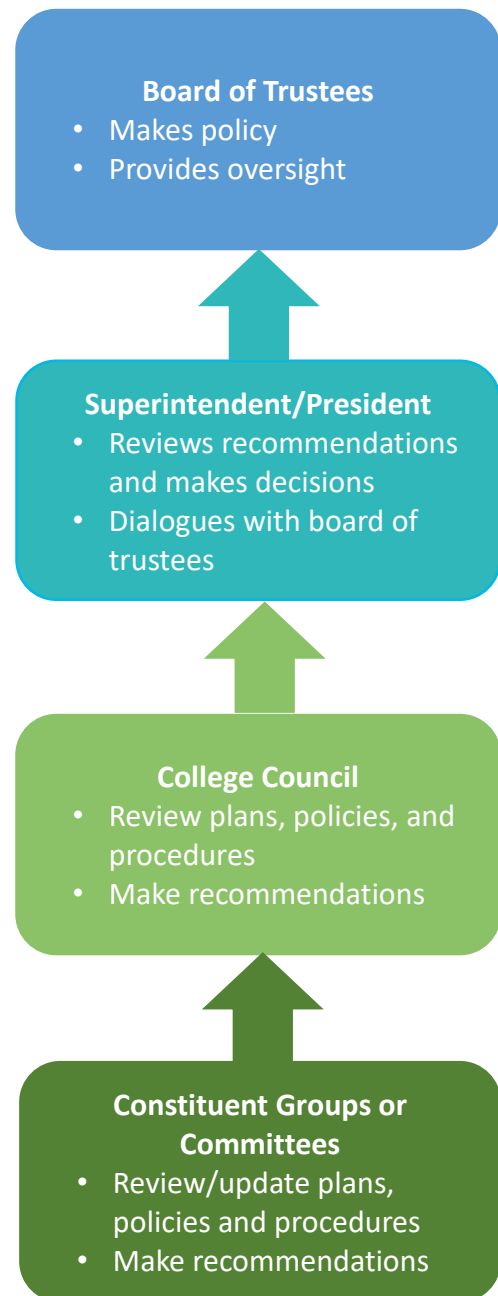 Board of Trustees
• Makes policy
• Provides oversight
Superintendent/President
• Reviews recommendations
and makes decisions
• Dialogues with board of
trustees
College Council
• Review plans, policies, and
procedures
• Make recommendations
Constituent Groups or
Committees
• Review/update plans,
policies and procedures
• Make recommendations